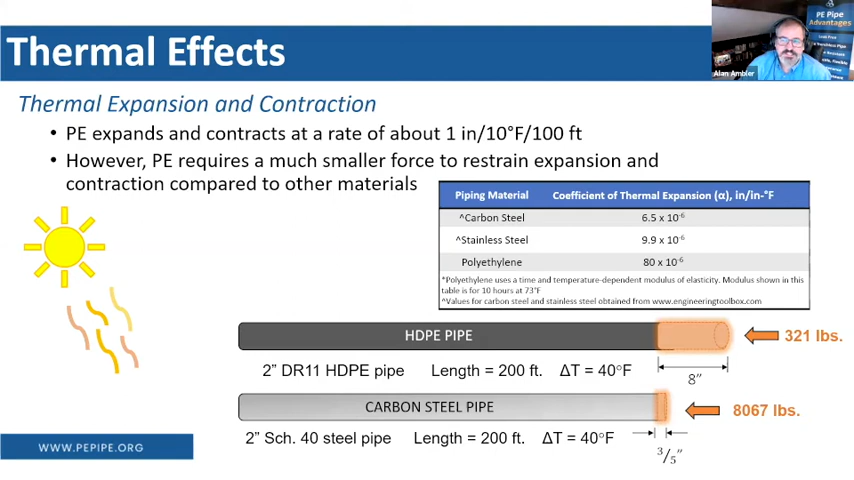 Thermal Effects
PE Pipe
Advantages
Leak Free
Alan Ambler
Thermal Expansion and Contraction
• PE expands and contracts at a rate of about 1 in/10°F/100 ft
• However, PE requires a much smaller force to restrain expansion and
contraction compared to other materials
Piping Material Coefficient of Thermal Expansion (α), in/in-°F
^Carbon Steel 6.5 x 10⁻⁶
^Stainless Steel 9.9 x 10⁻⁶
Polyethylene 80 x 10⁻⁶
*Polyethylene uses a time and temperature-dependent modulus of elasticity. Modulus shown in this
table is for 10 hours at 73°F
^Values for carbon steel and stainless steel obtained from www.engineeringtoolbox.com
HDPE PIPE
321 lbs.
2” DR11 HDPE pipe Length = 200 ft. ΔT = 40°F
8”
CARBON STEEL PIPE
8067 lbs.
2” Sch. 40 steel pipe Length = 200 ft. ΔT = 40°F
3/5”
WWW.PEPIPE.ORG